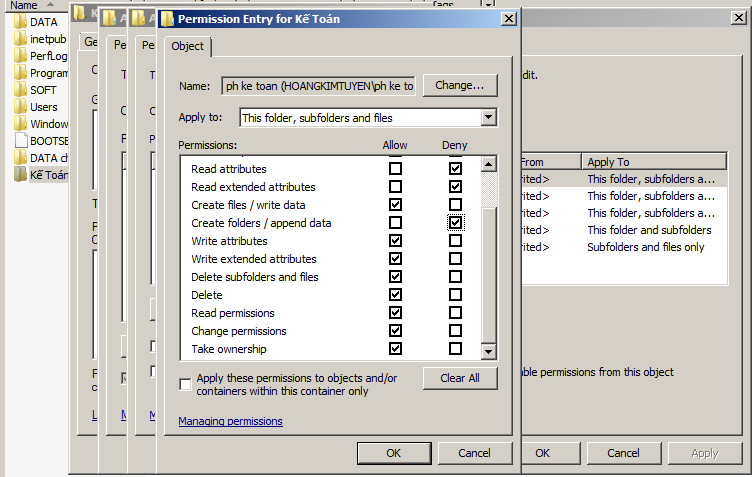 Name
Tags
DATA
inetpub
PerfLog
Program
SOFT
Users
Window
BOOTSE
DATA ch
Kế Toán
K
A
A
Permission Entry for Kế Toán
Ge
Pe
Pe
Object
Name:
ph ke toan (HOANGKIMTUYEN\ph ke to
Change...
dit.
Apply to:
This folder, subfolders and files
Permissions:
Allow
Deny
Read attributes
Read extended attributes
Create files / write data
Create folders / append data
Write attributes
Write extended attributes
Delete subfolders and files
Delete
Read permissions
Change permissions
Take ownership
From
Apply To
rited>
This folder, subfolders a...
rited>
This folder, subfolders a...
rited>
This folder, subfolders a...
rited>
This folder and subfolders
rited>
Subfolders and files only
Apply these permissions to objects and/or
containers within this container only
Clear All
able permissions from this object
Managing permissions
L
M
M
OK
Cancel
OK
Cancel
Apply